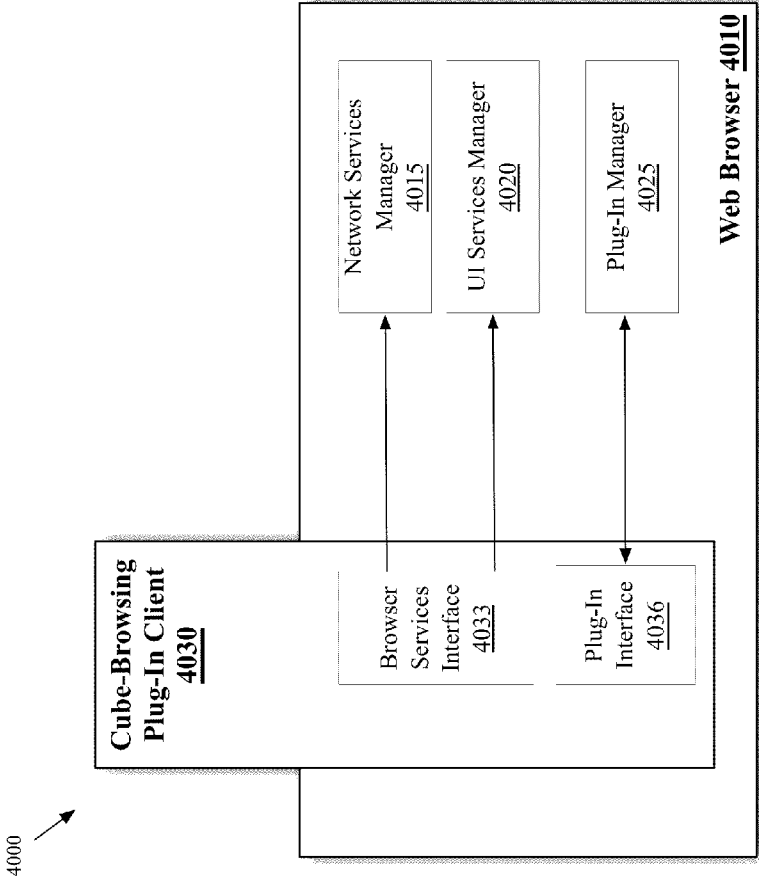 4000
Cube-Browsing
Plug-In Client
4030
Browser
Services
Interface
4033
Plug-In
Interface
4036
Network Services
Manager
4015
UI Services Manager
4020
Plug-In Manager
4025
Web Browser 4010